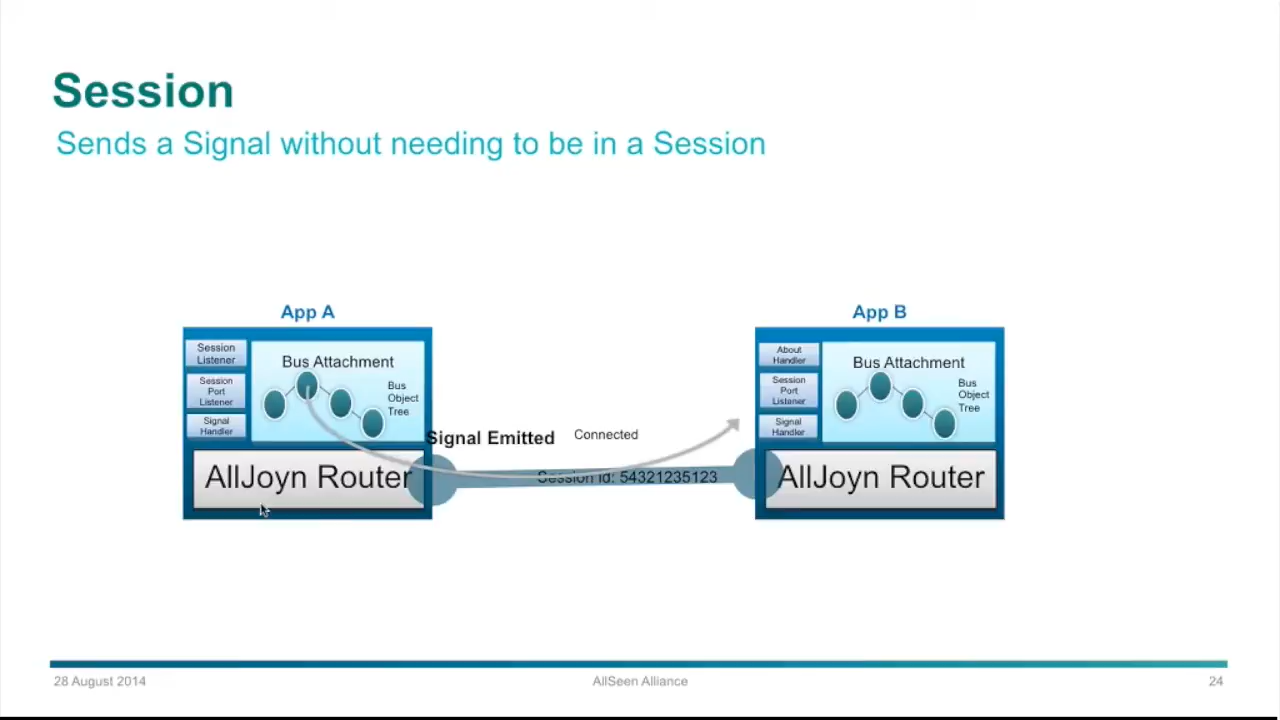 Session
Sends a Signal without needing to be in a Session
App A
Session
Listener
Session
Port
Listener
Signal
Handler
Bus Attachment
Bus
Object
Tree
AllJoyn Router
Signal Emitted
Connected
Session Id: 54321235123
App B
About
Handler
Session
Port
Listener
Signal
Handler
Bus Attachment
Bus
Object
Tree
AllJoyn Router
28 August 2014
AllSeen Alliance
24